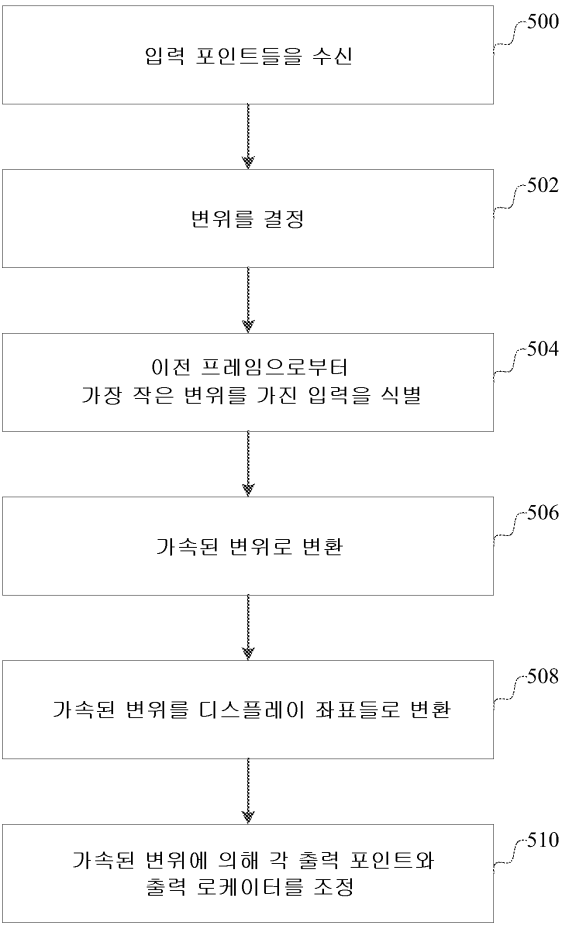 입력 포인트들을 수신
500
변위를 결정
502
이전 프레임으로부터
가장 작은 변위를 가진 입력을 식별
504
가속된 변위로 변환
506
가속된 변위를 디스플레이 좌표들로 변환
508
가속된 변위에 의해 각 출력 포인트와
출력 로케이터를 조정
510